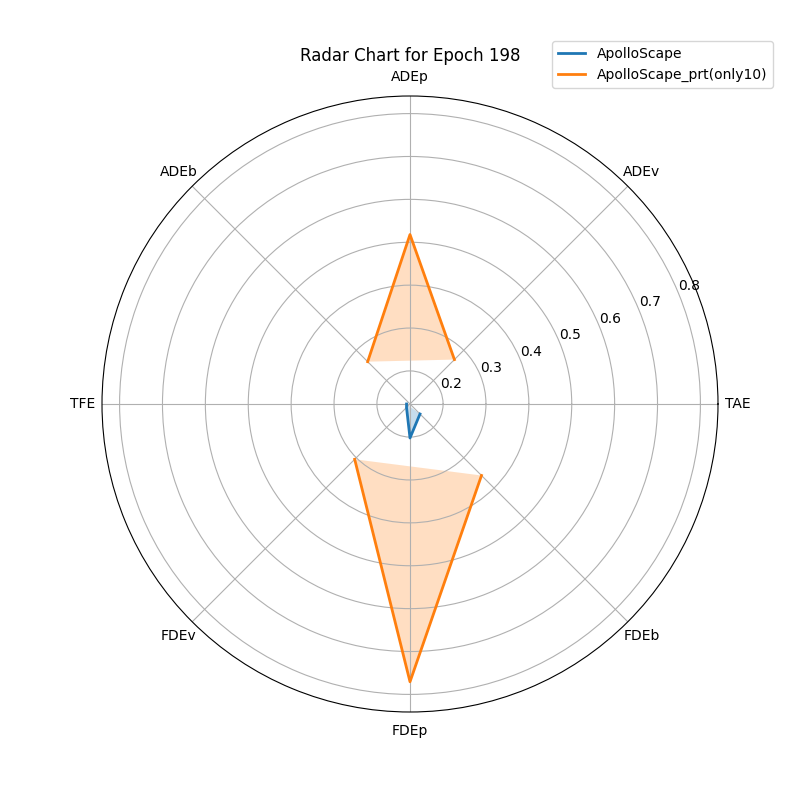 Radar Chart for Epoch 198
ApolloScape
ApolloScape_prt(only10)
ADEp
ADEb
ADEv
0.8
0.7
0.6
0.5
0.4
0.3
0.2
TFE
TAE
FDEv
FDEb
FDEp